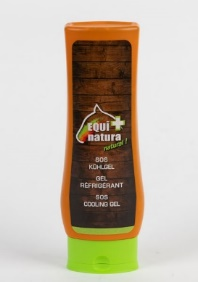 EQUi
natura
natural !
SOS
KÜHLGEL
GEL
RÉFRIGÉRANT
SOS
COOLING GEL